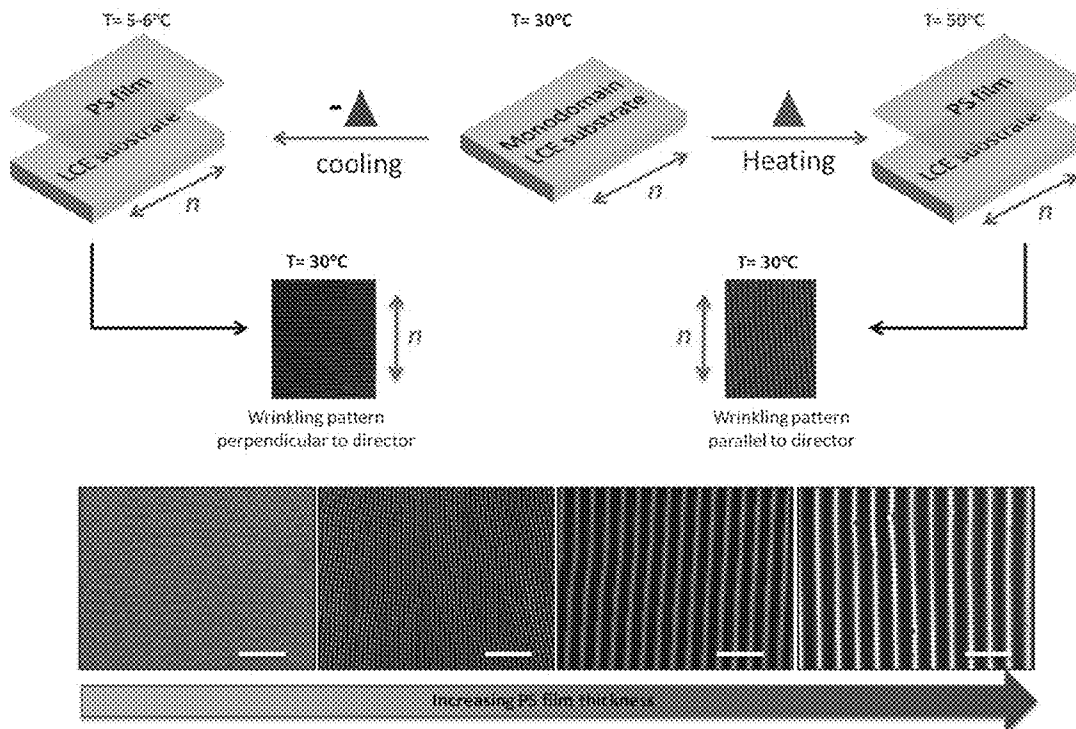 T= 5-6°C
T= 30°C
T= 50°C
PS film
LCE substrate
n
-
cooling
Monodomain
LCE substrate
n
Heating
PS film
LCE substrate
n
T= 30°C
n
Wrinkling pattern
perpendicular to director
T= 30°C
n
Wrinkling pattern
parallel to director
Increasing PS film thickness